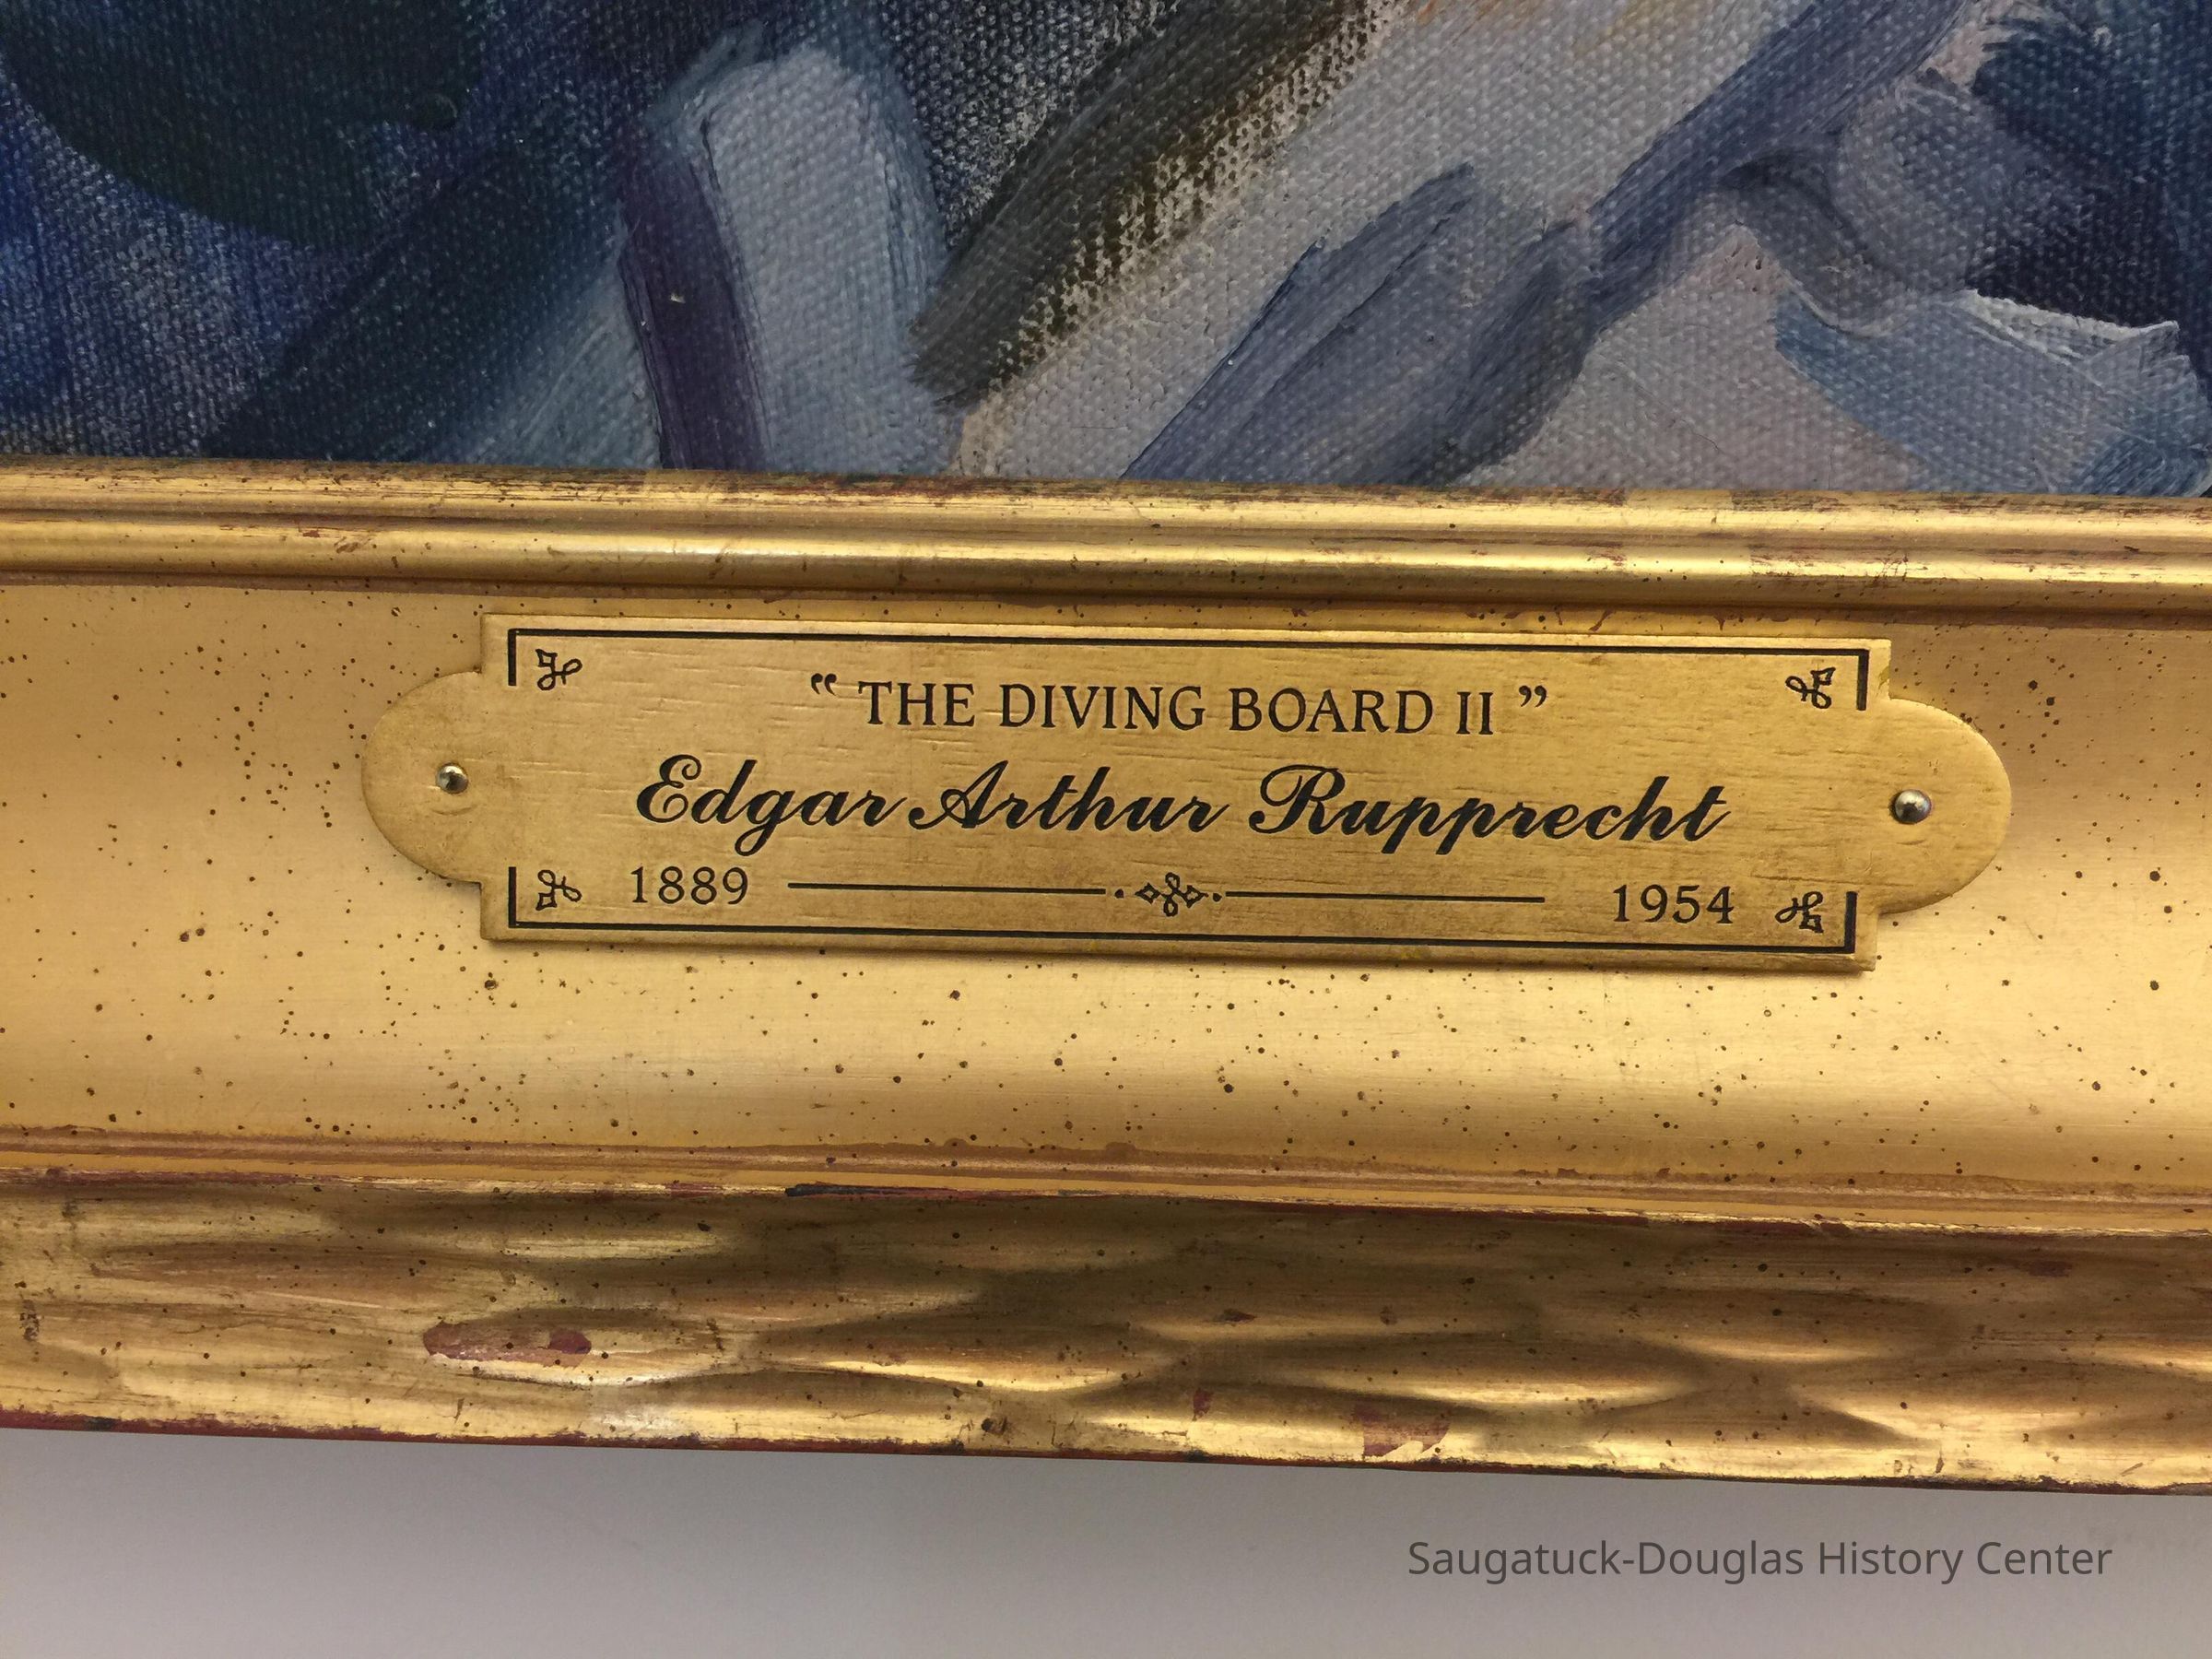 “ THE DIVING BOARD II ”
Edgar Arthur Rupprecht
1889 1954
Saugatuck-Douglas History Center